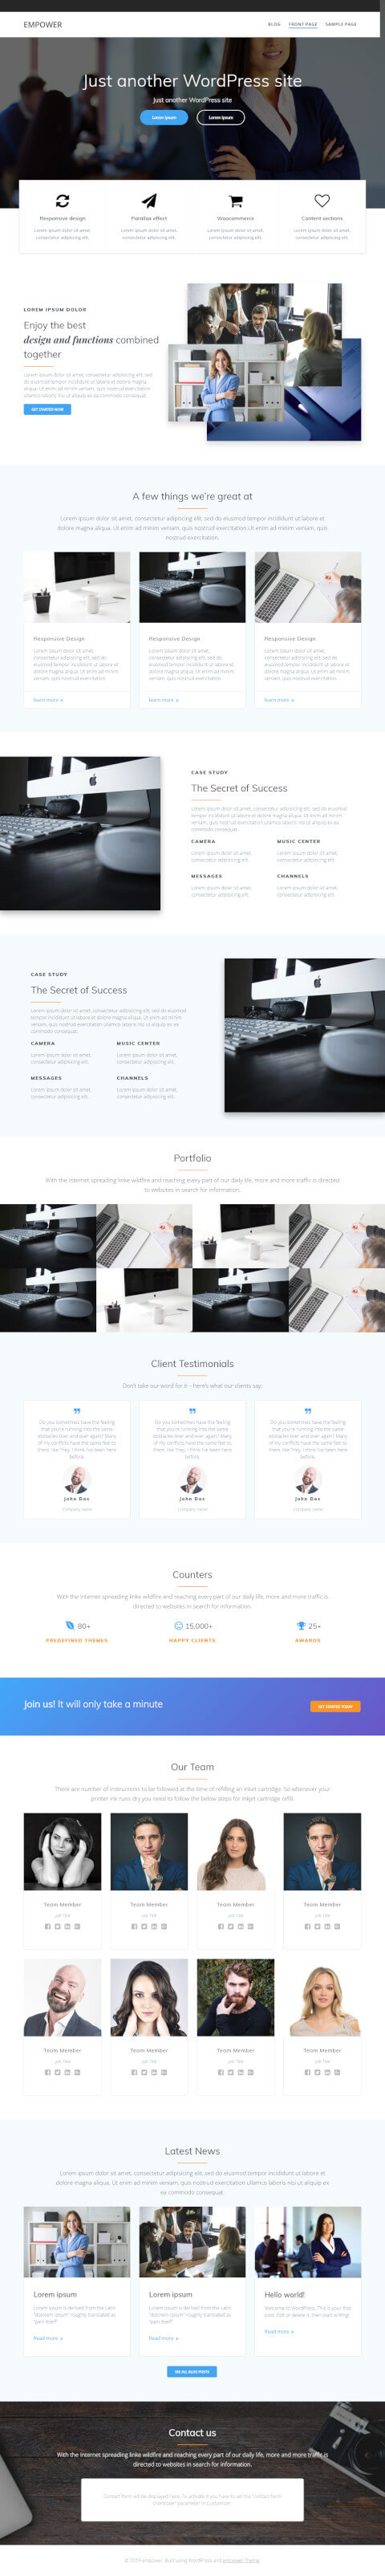 EMPOWER
BLOG FRONT PAGE SAMPLE PAGE
Just another WordPress site
Just another WordPress site
Lorem ipsum Lorem ipsum
Responsive design Parallax effect Woocommerce Content sections
Lorem ipsum dolor sit amet, Lorem ipsum dolor sit amet, Lorem ipsum dolor sit amet, Lorem ipsum dolor sit amet,
consectetur adipiscing elit. consectetur adipiscing elit. consectetur adipiscing elit. consectetur adipiscing elit.
LOREM IPSUM DOLOR
Enjoy the best
design and functions combined
together
Lorem ipsum dolor sit amet, consectetur adipiscing elit, sed
do eiusmod tempor incididunt ut labore et dolore magna
aliqua. Ut enim ad minim veniam, quis nostrud exercitation
ullamco laboris nisi ut aliquip ex ea commodo consequat.
GET STARTED NOW
A few things we're great at
Lorem ipsum dolor sit amet, consectetur adipiscing elit, sed do eiusmod tempor incididunt ut labore et
dolore magna aliqua. Ut enim ad minim veniam, quis nostrud exercitation.Ut enim ad minim veniam, quis
nostrud exercitation.
Responsive Design Responsive Design Responsive Design
Lorem ipsum dolor sit amet, Lorem ipsum dolor sit amet, Lorem ipsum dolor sit amet,
consectetur adipiscing elit, sed do consectetur adipiscing elit, sed do consectetur adipiscing elit, sed do
eiusmod tempor incididunt ut labore et eiusmod tempor incididunt ut labore et eiusmod tempor incididunt ut labore et
dolore magna aliqua. Ut enim ad minim dolore magna aliqua. Ut enim ad minim dolore magna aliqua. Ut enim ad minim
veniam, quis nostrud exercitation. veniam, quis nostrud exercitation. veniam, quis nostrud exercitation.
learn more » learn more » learn more »
CASE STUDY
The Secret of Success
Lorem ipsum dolor sit amet, consectetur adipiscing elit, sed do eiusmod
tempor incididunt ut labore et dolore magna aliqua. Ut enim ad minim
veniam, quis nostrud exercitation ullamco laboris nisi ut aliquip ex ea
commodo consequat.
CAMERA MUSIC CENTER
Lorem ipsum dolor sit amet, Lorem ipsum dolor sit amet,
consectetur adipiscing elit. consectetur adipiscing elit.
MESSAGES CHANNELS
Lorem ipsum dolor sit amet, Lorem ipsum dolor sit amet,
consectetur adipiscing elit. consectetur adipiscing elit.
CASE STUDY
The Secret of Success
Lorem ipsum dolor sit amet, consectetur adipiscing elit, sed do eiusmod
tempor incididunt ut labore et dolore magna aliqua. Ut enim ad minim
veniam, quis nostrud exercitation ullamco laboris nisi ut aliquip ex ea
commodo consequat.
CAMERA MUSIC CENTER
Lorem ipsum dolor sit amet, Lorem ipsum dolor sit amet,
consectetur adipiscing elit. consectetur adipiscing elit.
MESSAGES CHANNELS
Lorem ipsum dolor sit amet, Lorem ipsum dolor sit amet,
consectetur adipiscing elit. consectetur adipiscing elit.
Portfolio
With the Internet spreading linke wildfire and reaching every part of our daily life, more and more traffic is directed
to websites in search for information.
Client Testimonials
Don't take our word for it – here's what our clients say:
Do you sometimes have the feeling Do you sometimes have the feeling Do you sometimes have the feeling
that you're running into the same that you're running into the same that you're running into the same
obstacles over and over again? Many obstacles over and over again? Many obstacles over and over again? Many
of my conflicts have the same feel to of my conflicts have the same feel to of my conflicts have the same feel to
them, like "Hey, I think I've been here them, like "Hey, I think I've been here them, like "Hey, I think I've been here
before. before. before.
John Doe John Doe John Doe
Company name Company name Company name
Counters
With the Internet spreading linke wildfire and reaching every part of our daily life, more and more traffic is
directed to websites in search for information.
80+ 15,000+ 25+
PREDEFINED THEMES HAPPY CLIENTS AWARDS
Join us! It will only take a minute
GET STARTED TODAY
Our Team
There are number of instructions to be followed at the time of refilling an inkjet cartridge. So whenever your
printer ink runs dry you need to follow the below steps for inkjet cartridge refill.
Team Member Team Member Team Member Team Member
Job Title Job Title Job Title Job Title
Team Member Team Member Team Member Team Member
Job Title Job Title Job Title Job Title
Latest News
Lorem ipsum dolor sit amet, consectetur adipiscing elit, sed do eiusmod tempor incididunt ut labore et
dolore magna aliqua. Ut enim ad minim veniam, quis nostrud exercitation ullamco laboris nisi ut aliquip ex
ea commodo consequat.
Lorem ipsum Lorem ipsum Hello world!
Lorem ipsum is derived from the Latin Lorem ipsum is derived from the Latin Welcome to WordPress. This is your first
"dolorem ipsum" roughly translated as "dolorem ipsum" roughly translated as post. Edit or delete it, then start writing!
"pain itself" "pain itself"
Read more »
Read more » Read more »
SEE ALL BLOG POSTS
Contact us
With the Internet spreading linke wildfire and reaching every part of our daily life, more and more traffic is
directed to websites in search for information.
Contact form will be displayed here. To activate it you have to set the "contact form
shortcode" parameter in Customizer.
© 2019 empower. Built using WordPress and empower Theme.